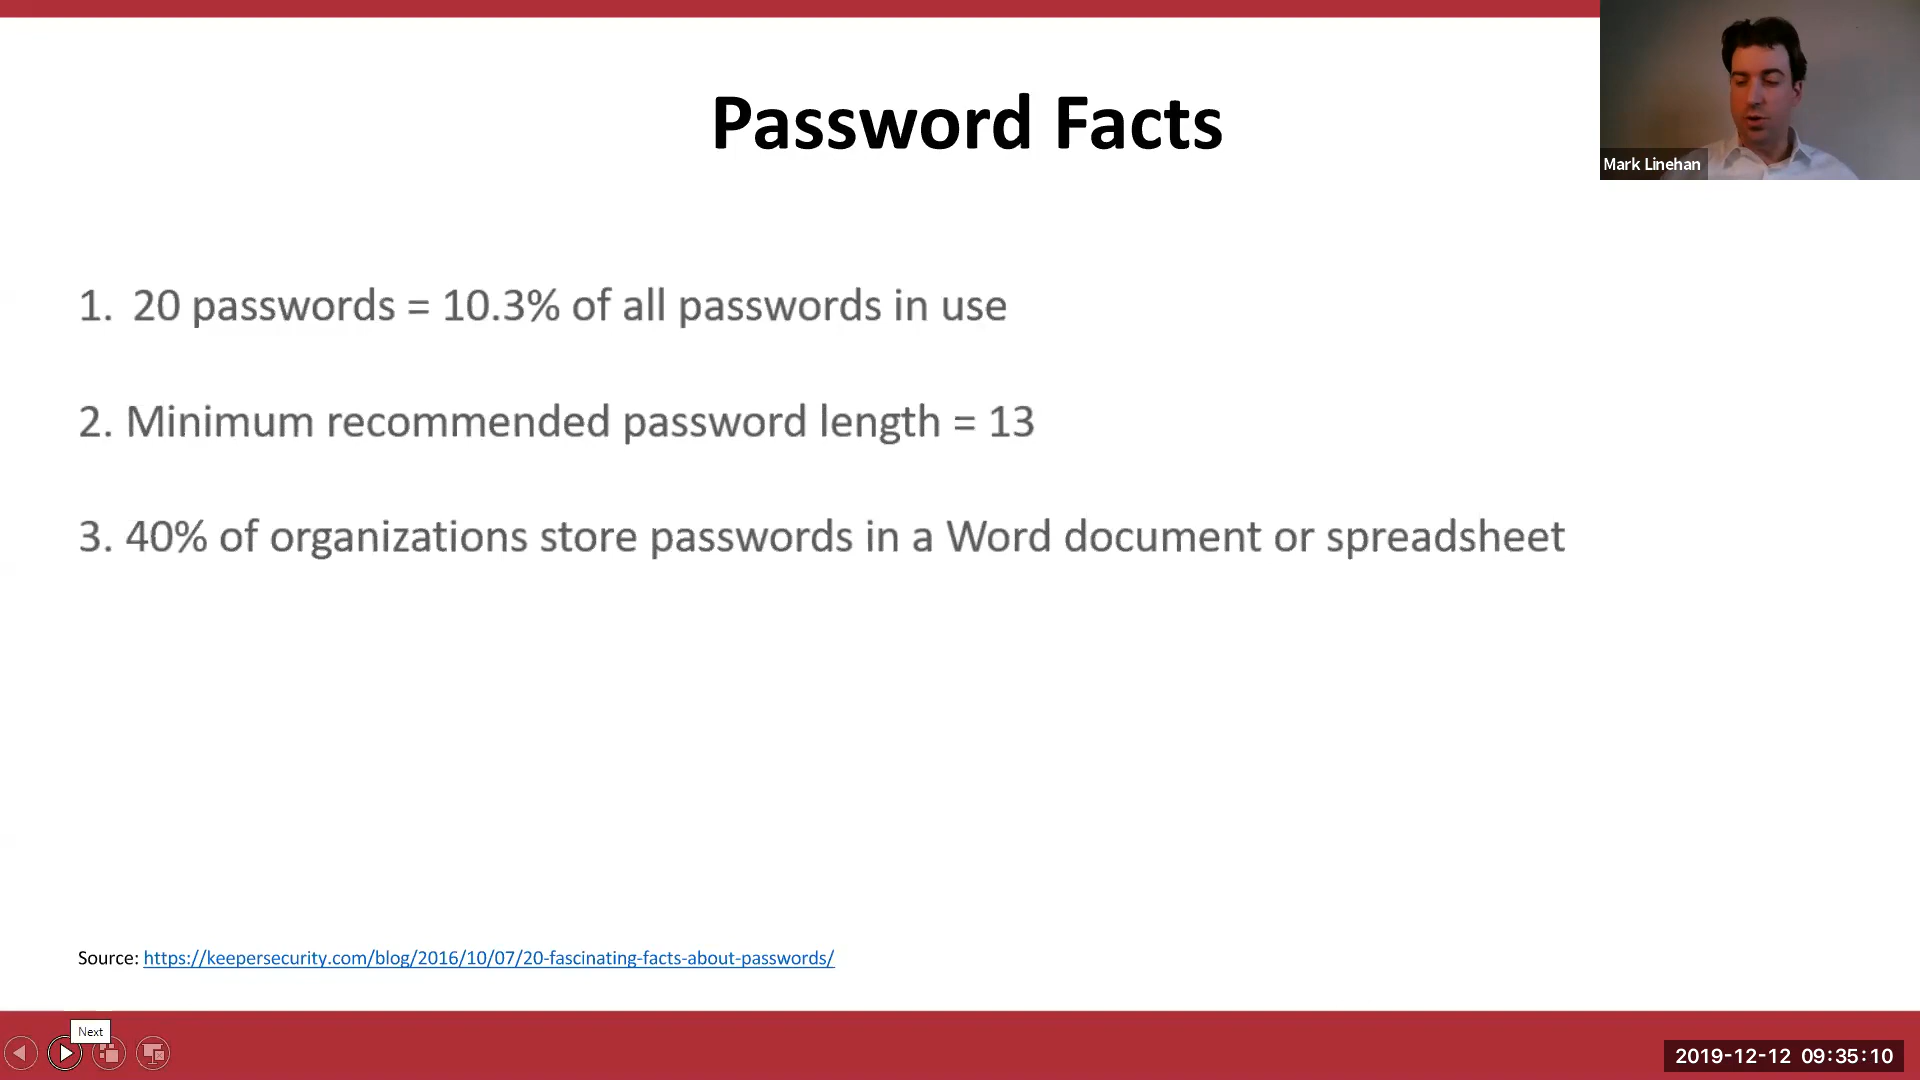 Password Facts
Mark Linehan
1. 20 passwords = 10.3% of all passwords in use
2. Minimum recommended password length = 13
3. 40% of organizations store passwords in a Word document or spreadsheet
Source: https://keepersecurity.com/blog/2016/10/07/20-fascinating-facts-about-passwords/
Next
2019-12-12 09:35:10